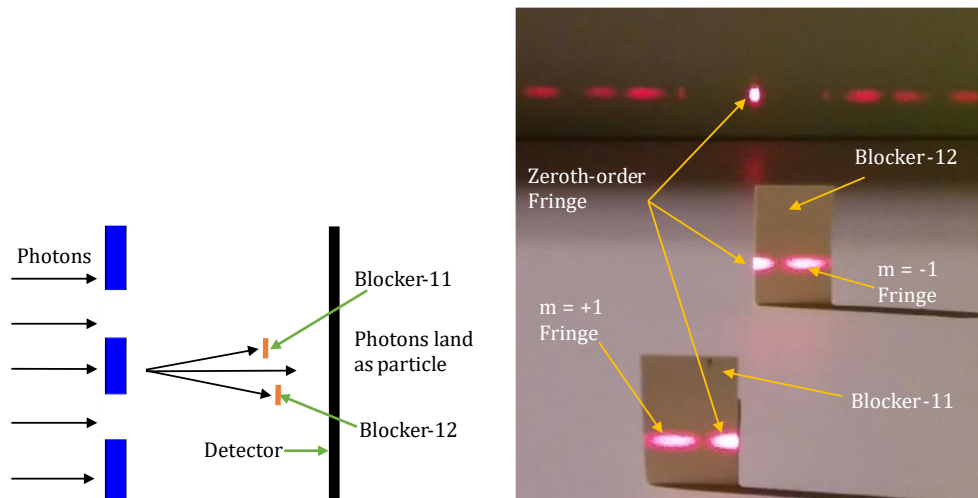 Photons
Blocker-11
Photons land
as particle
Blocker-12
Detector
Zeroth-order
Fringe
Blocker-12
m = -1
Fringe
m = +1
Fringe
Blocker-11